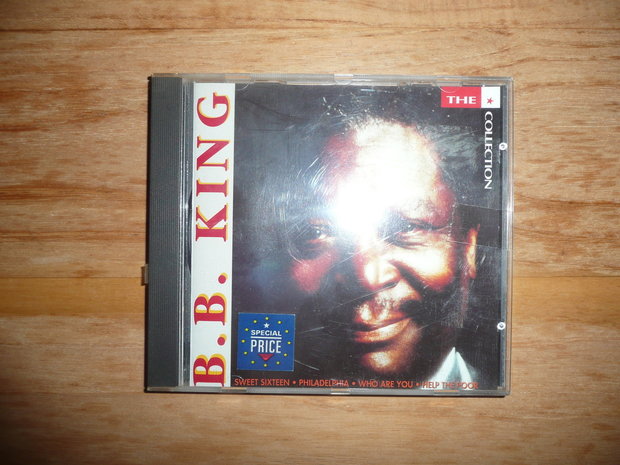 B.B. KING
THE
COLLECTION
SPECIAL
PRICE
SWEET SIXTEEN • PHILADELPHIA • WHO ARE YOU • HELP THE POOR